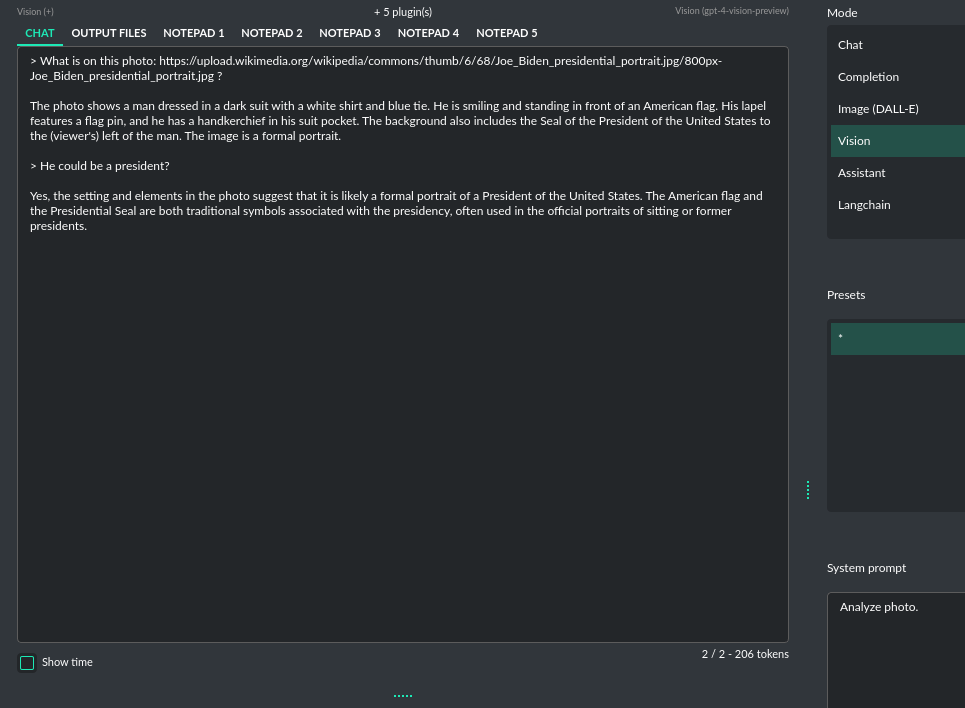 Vision (+)
+ 5 plugin(s)
Vision (gpt-4-vision-preview)
CHAT OUTPUT FILES NOTEPAD 1 NOTEPAD 2 NOTEPAD 3 NOTEPAD 4 NOTEPAD 5
> What is on this photo: https://upload.wikimedia.org/wikipedia/commons/thumb/6/68/Joe_Biden_presidential_portrait.jpg/800px-
Joe_Biden_presidential_portrait.jpg ?
The photo shows a man dressed in a dark suit with a white shirt and blue tie. He is smiling and standing in front of an American flag. His lapel
features a flag pin, and he has a handkerchief in his suit pocket. The background also includes the Seal of the President of the United States to
the (viewer's) left of the man. The image is a formal portrait.
> He could be a president?
Yes, the setting and elements in the photo suggest that it is likely a formal portrait of a President of the United States. The American flag and
the Presidential Seal are both traditional symbols associated with the presidency, often used in the official portraits of sitting or former
presidents.
Show time
2 / 2 - 206 tokens
Mode
Chat
Completion
Image (DALL-E)
Vision
Assistant
Langchain
Presets
*
System prompt
Analyze photo.